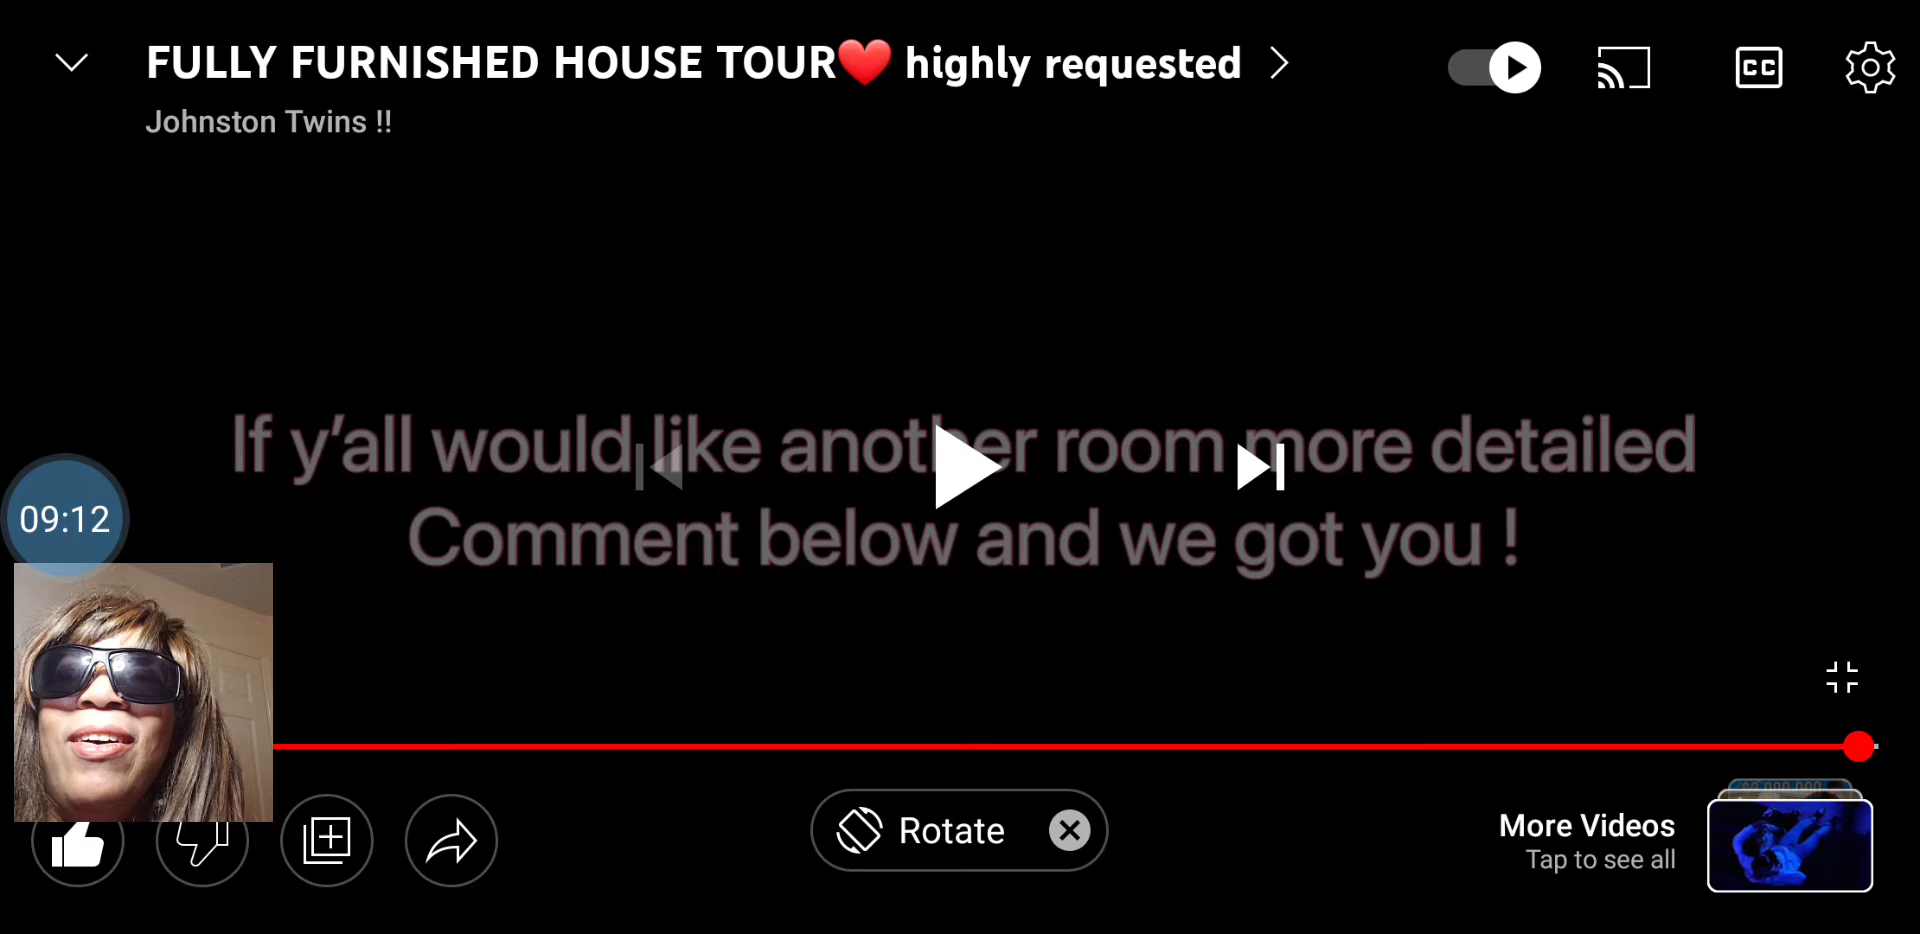 FULLY FURNISHED HOUSE TOUR❤️ highly requested
Johnston Twins !!
CC
If y'all would like another room more detailed
Comment below and we got you !
09:12
Rotate
More Videos
Tap to see all